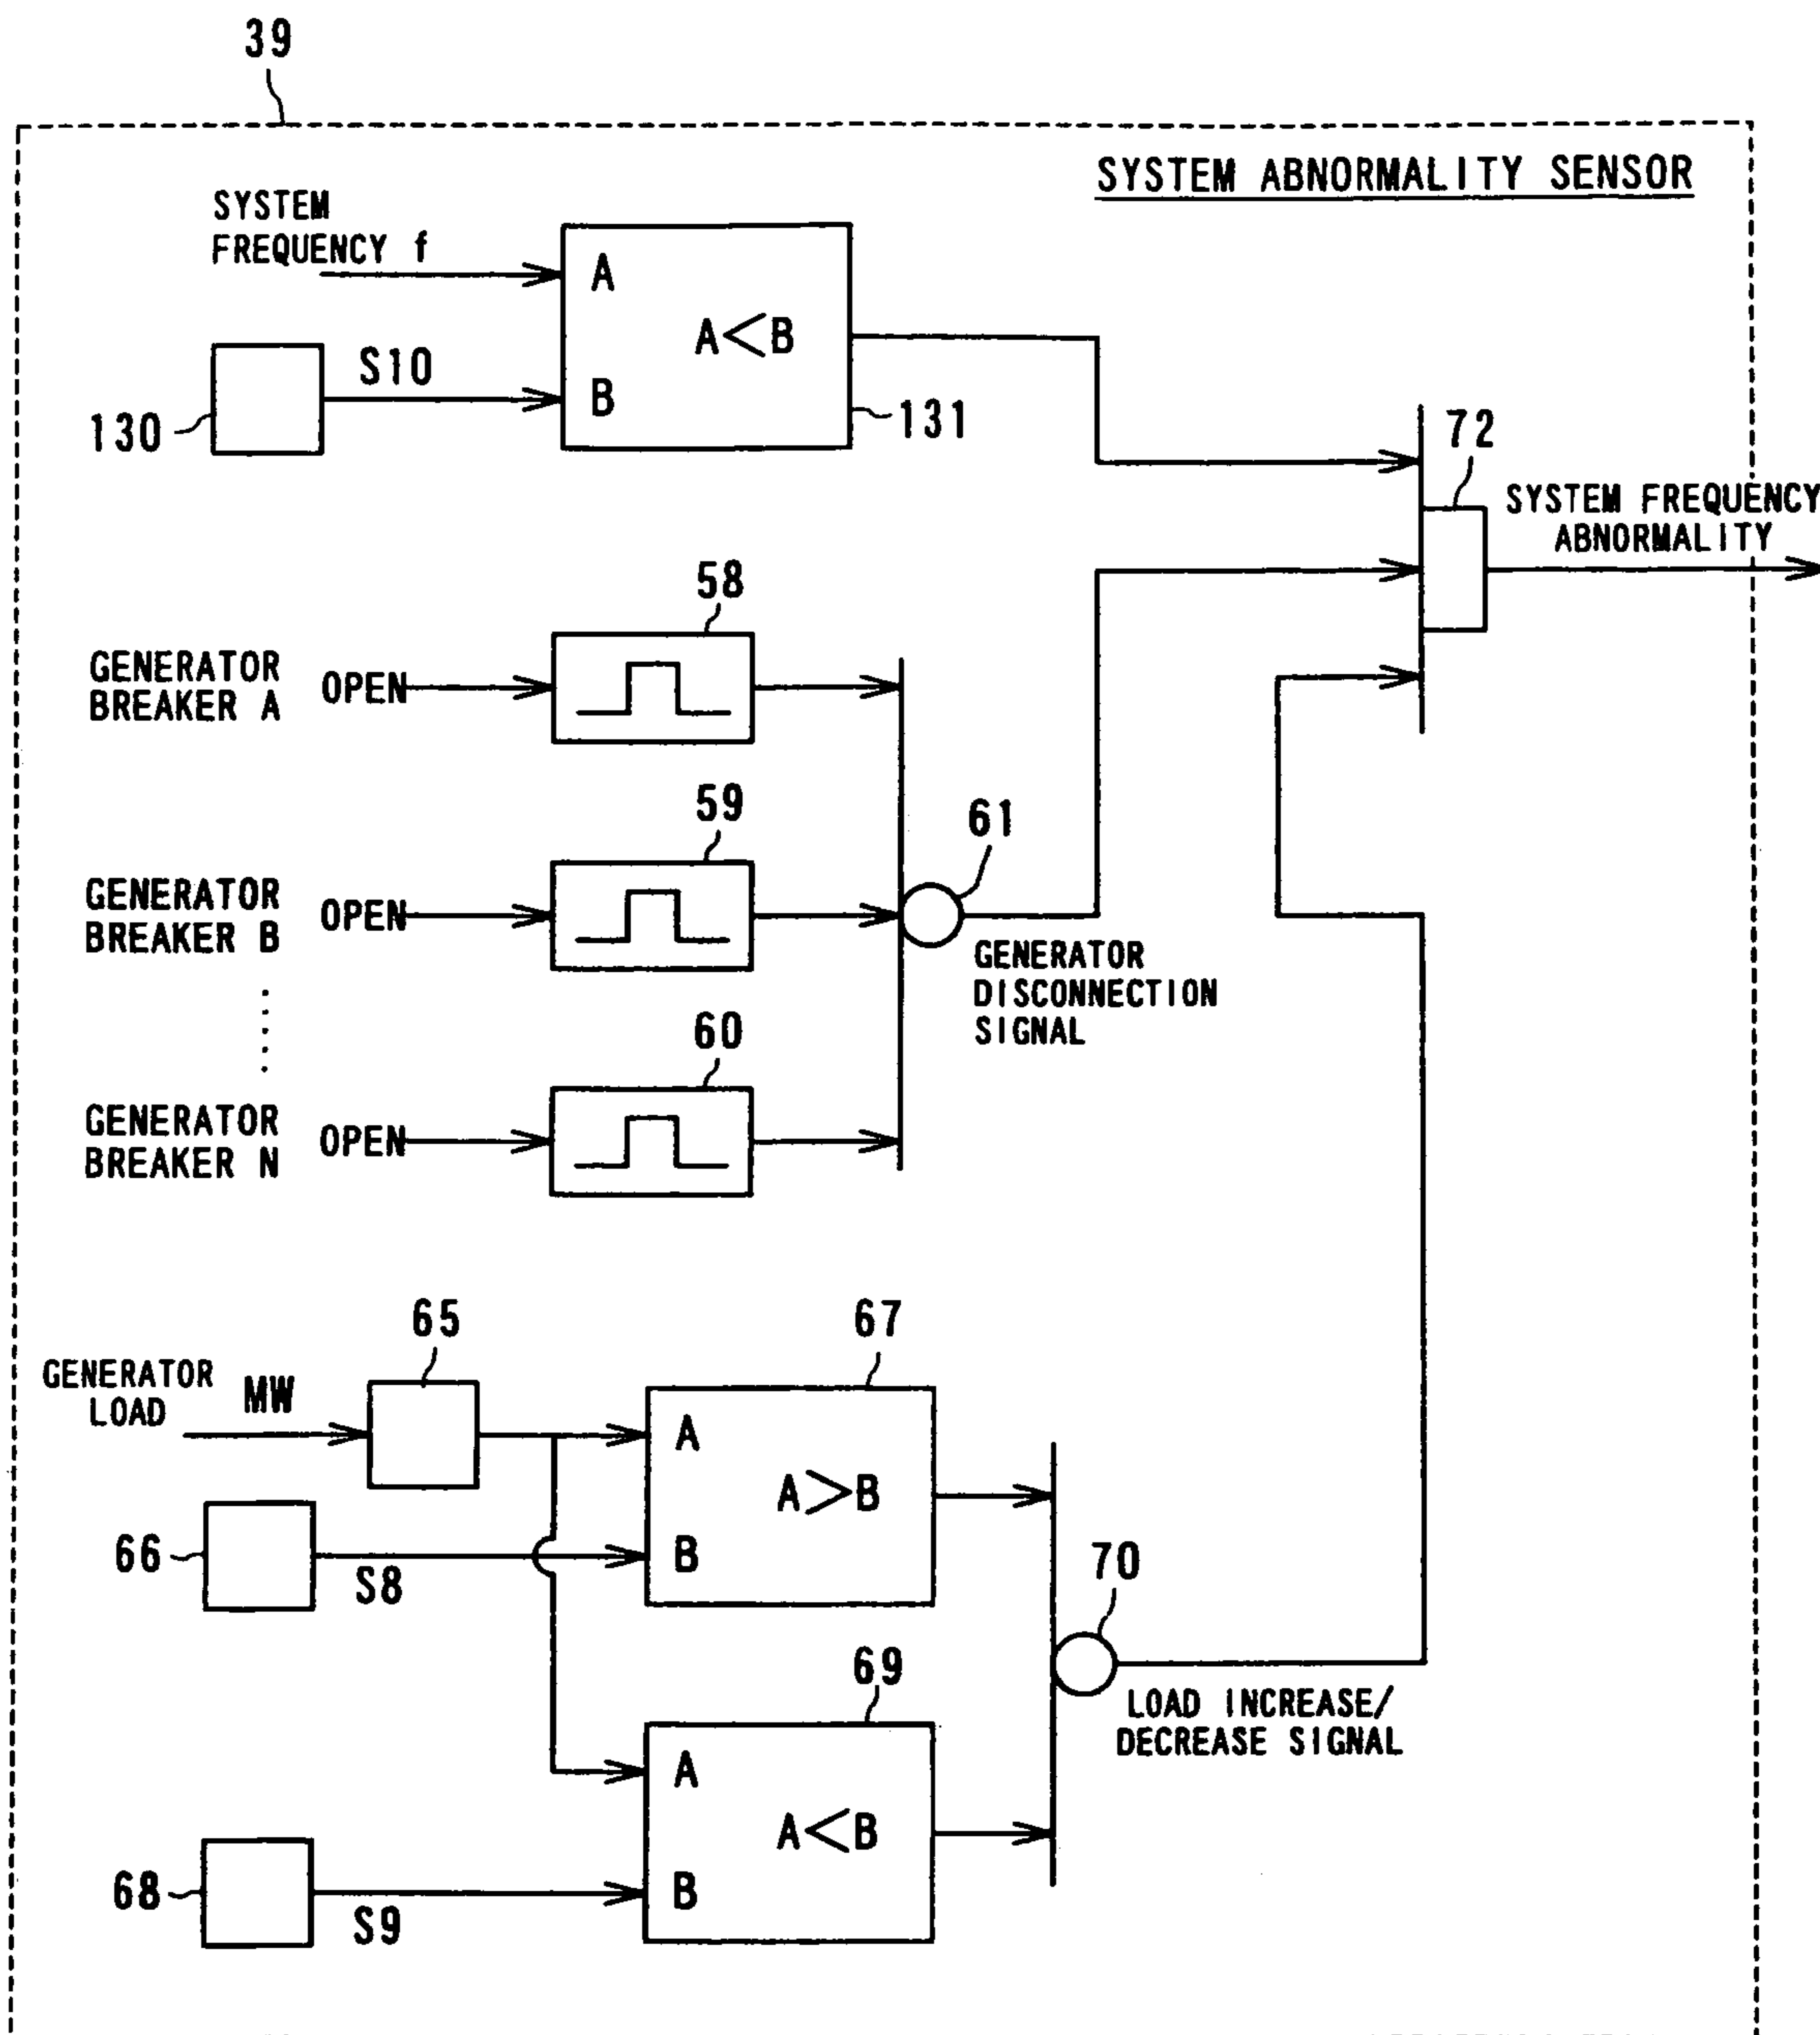 39
SYSTEM ABNORMALITY SENSOR
SYSTEM
FREQUENCY f
A
A<B
B
S10
130
131
72
SYSTEM FREQUENCY
ABNORMALITY
58
GENERATOR
BREAKER A
OPEN
59
61
GENERATOR
BREAKER B
OPEN
GENERATOR
DISCONNECTION
SIGNAL
60
GENERATOR
BREAKER N
OPEN
65
67
GENERATOR
LOAD
MW
A
A>B
B
66
S8
70
69
LOAD INCREASE/
DECREASE SIGNAL
A
A<B
B
68
S9